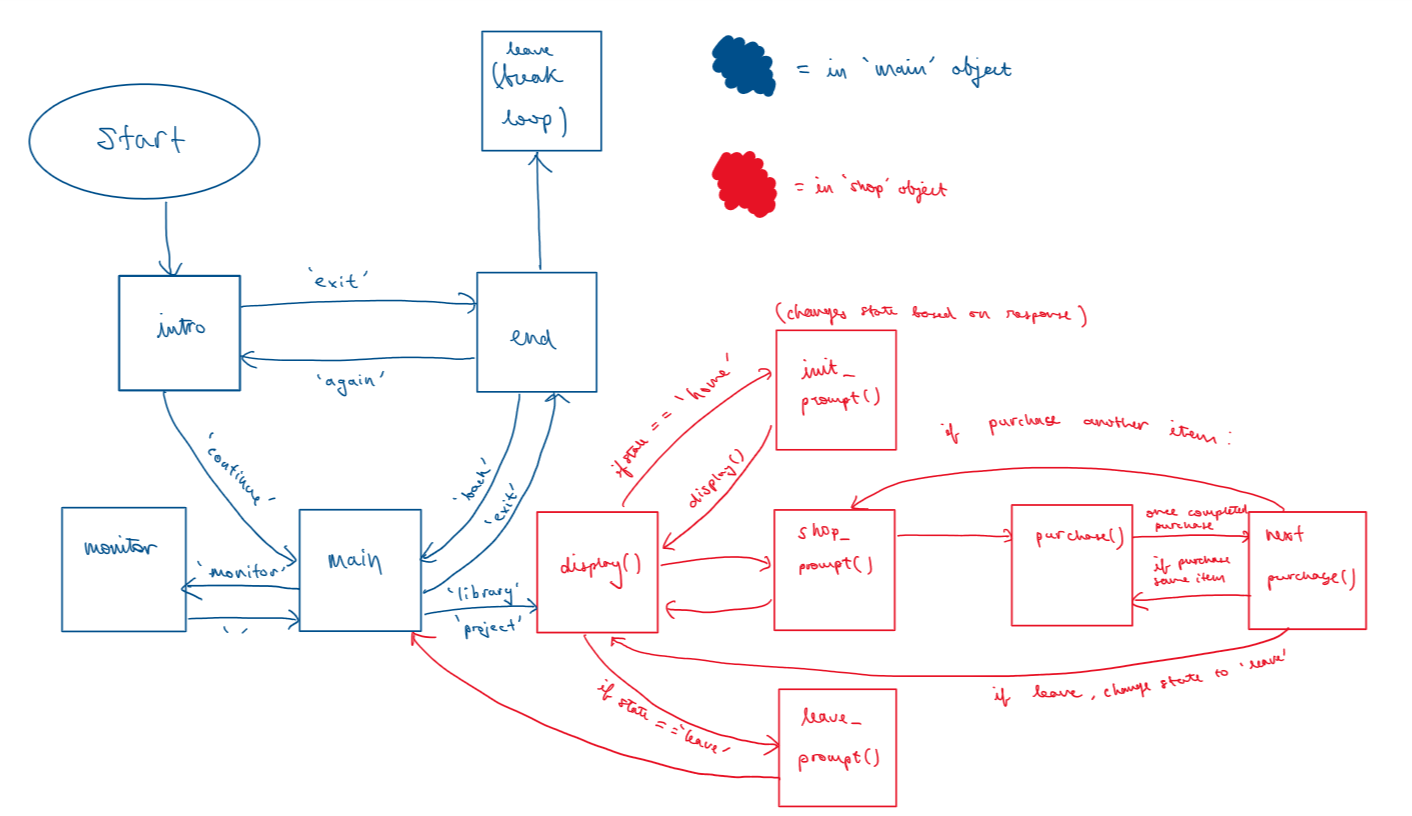 leave
(break
loop)
= in 'main' object
start
= in 'shop' object
'exit'
intro
end
'again'
(changes state based on response)
init_
prompt()
if state == 'home'
display()
if purchase another item:
'continue'
'back'
'exit'
monitor
main
'monitor'
' '
'library'
'project'
display()
shop_
prompt()
purchase()
once completed
purchase
if purchase
same item
next
purchase()
if leave, change state to 'leave'
if state == 'leave'
leave_
prompt()